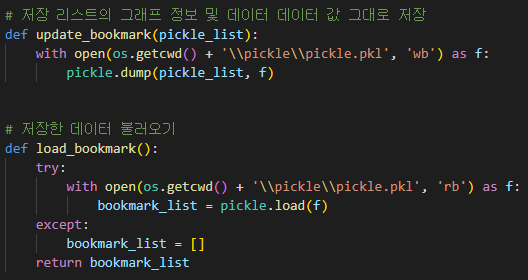 # 저장 리스트의 그래프 정보 및 데이터 데이터 값 그대로 저장
def update_bookmark(pickle_list):
    with open(os.getcwd() + '\\pickle\\pickle.pkl', 'wb') as f:
        pickle.dump(pickle_list, f)

# 저장한 데이터 불러오기
def load_bookmark():
    try:
        with open(os.getcwd() + '\\pickle\\pickle.pkl', 'rb') as f:
            bookmark_list = pickle.load(f)
    except:
        bookmark_list = []
    return bookmark_list